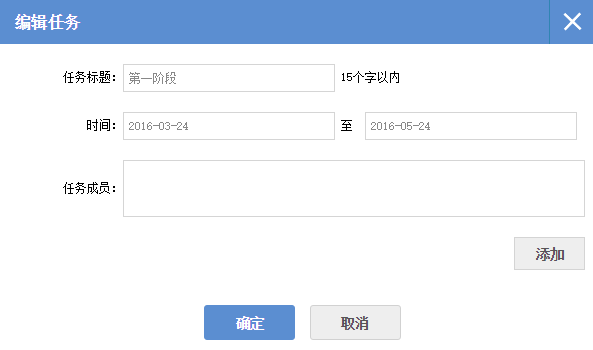 编辑任务
任务标题: 第一阶段 15个字以内
时间: 2016-03-24 至 2016-05-24
任务成员:
添加
确定 取消